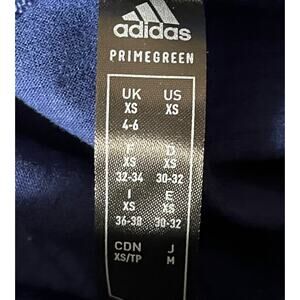 adidas
PRIMEGREEN
UK US
XS XS
4-6
F D
XS XS
32-34 30-32
I E
XS XS
36-38 30-32
CDN J
XS/TP M